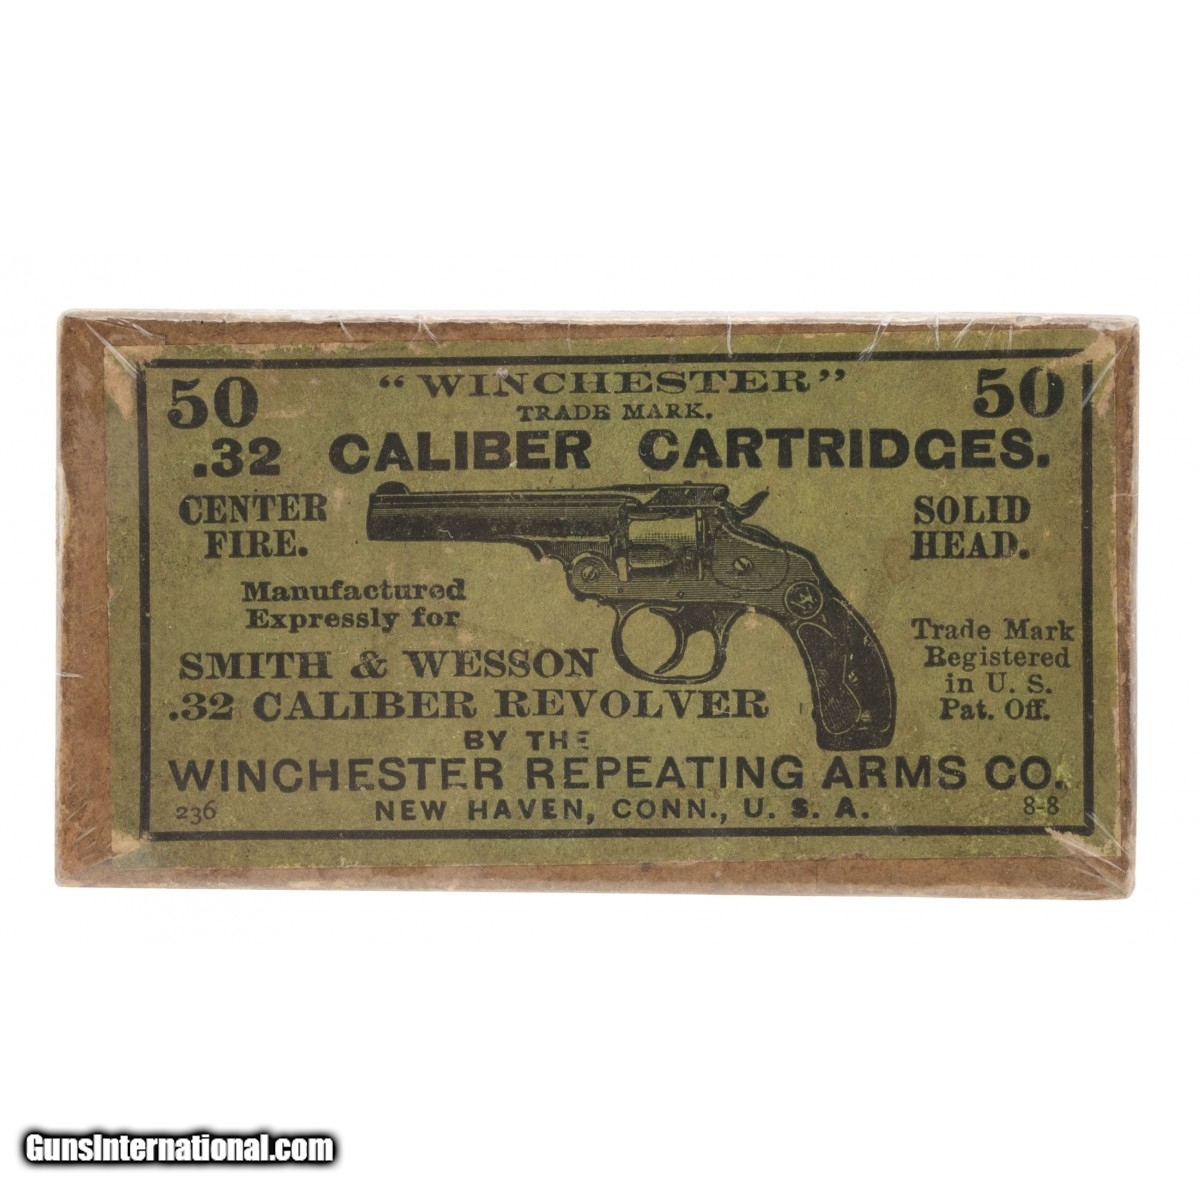 50 "WINCHESTER" 50
TRADE MARK.
.32 CALIBER CARTRIDGES.
CENTER
FIRE.
SOLID
HEAD.
Manufactured
Expressly for
SMITH & WESSON
.32 CALIBER REVOLVER
Trade Mark
Registered
in U. S.
Pat. Off.
BY THE
WINCHESTER REPEATING ARMS CO.
236 NEW HAVEN, CONN., U. S. A. 8-8
GunsInternational.com